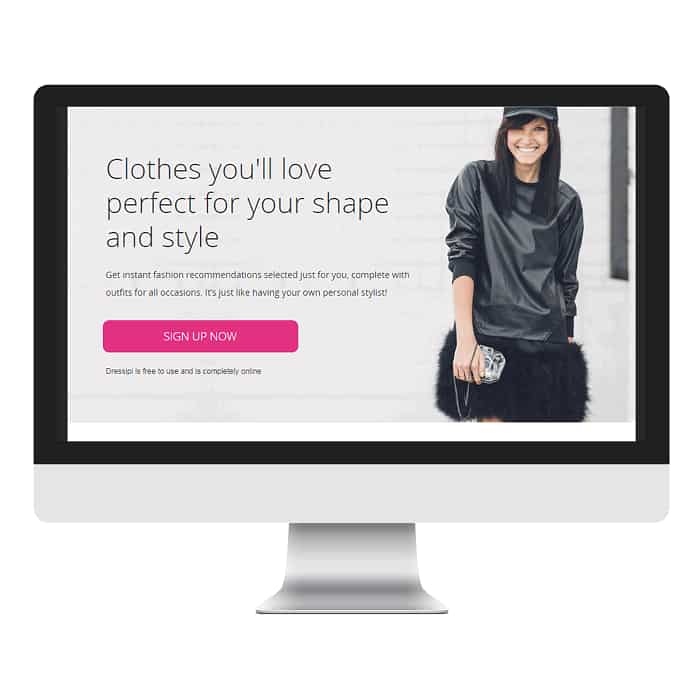 Clothes you'll love
perfect for your shape
and style
Get instant fashion recommendations selected just for you, complete with
outfits for all occasions. It's just like having your own personal stylist!
SIGN UP NOW
Dressipi is free to use and is completely online